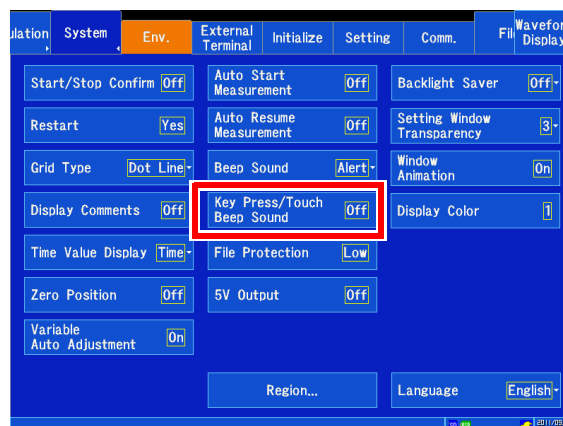 ulation
System
Env.
External
Terminal
Initialize
Setting
Comm.
Fil
Wavefor
Display
Start/Stop Confirm Off
Auto Start
Measurement Off
Backlight Saver Off
Restart Yes
Auto Resume
Measurement Off
Setting Window
Transparency 3
Grid Type Dot Line
Beep Sound Alert
Window
Animation On
Display Comments Off
Key Press/Touch
Beep Sound Off
Display Color 1
Time Value Display Time
File Protection Low
Zero Position Off
5V Output Off
Variable
Auto Adjustment On
Region...
Language English
2011/09